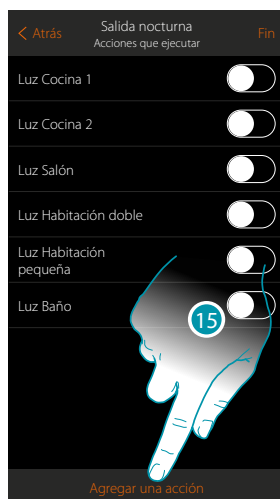 < Atrás Salida nocturna Fin
Acciones que ejecutar
Luz Cocina 1
Luz Cocina 2
Luz Salón
Luz Habitación doble
Luz Habitación
pequeña
Luz Baño
15
Agregar una acción